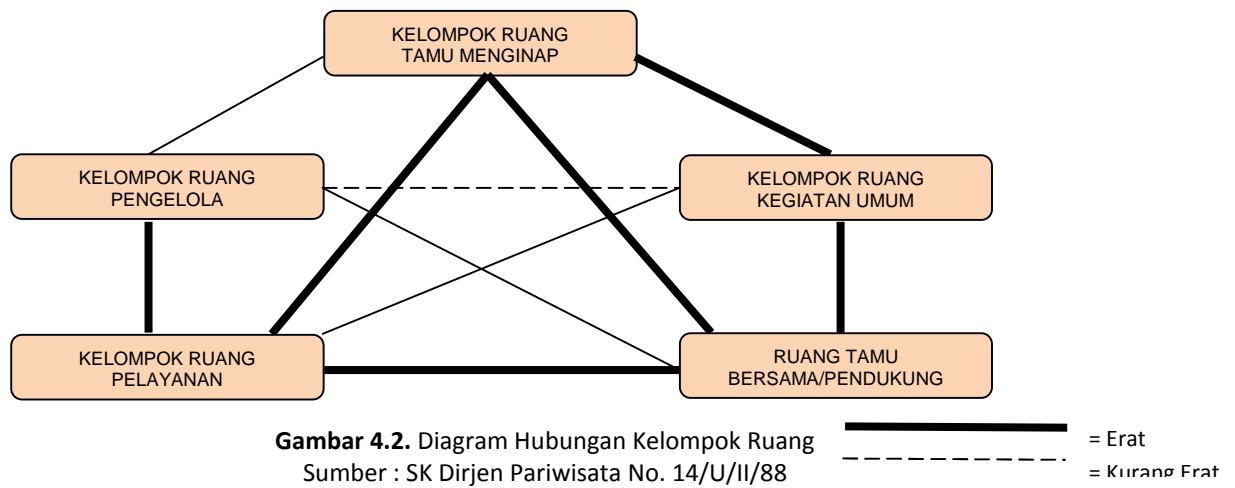 KELOMPOK RUANG
TAMU MENGINAP
KELOMPOK RUANG
PENGELOLA
KELOMPOK RUANG
KEGIATAN UMUM
KELOMPOK RUANG
PELAYANAN
RUANG TAMU
BERSAMA/PENDUKUNG
Gambar 4.2. Diagram Hubungan Kelompok Ruang
Sumber : SK Dirjen Pariwisata No. 14/U/II/88
= Erat
= Kurang Erat